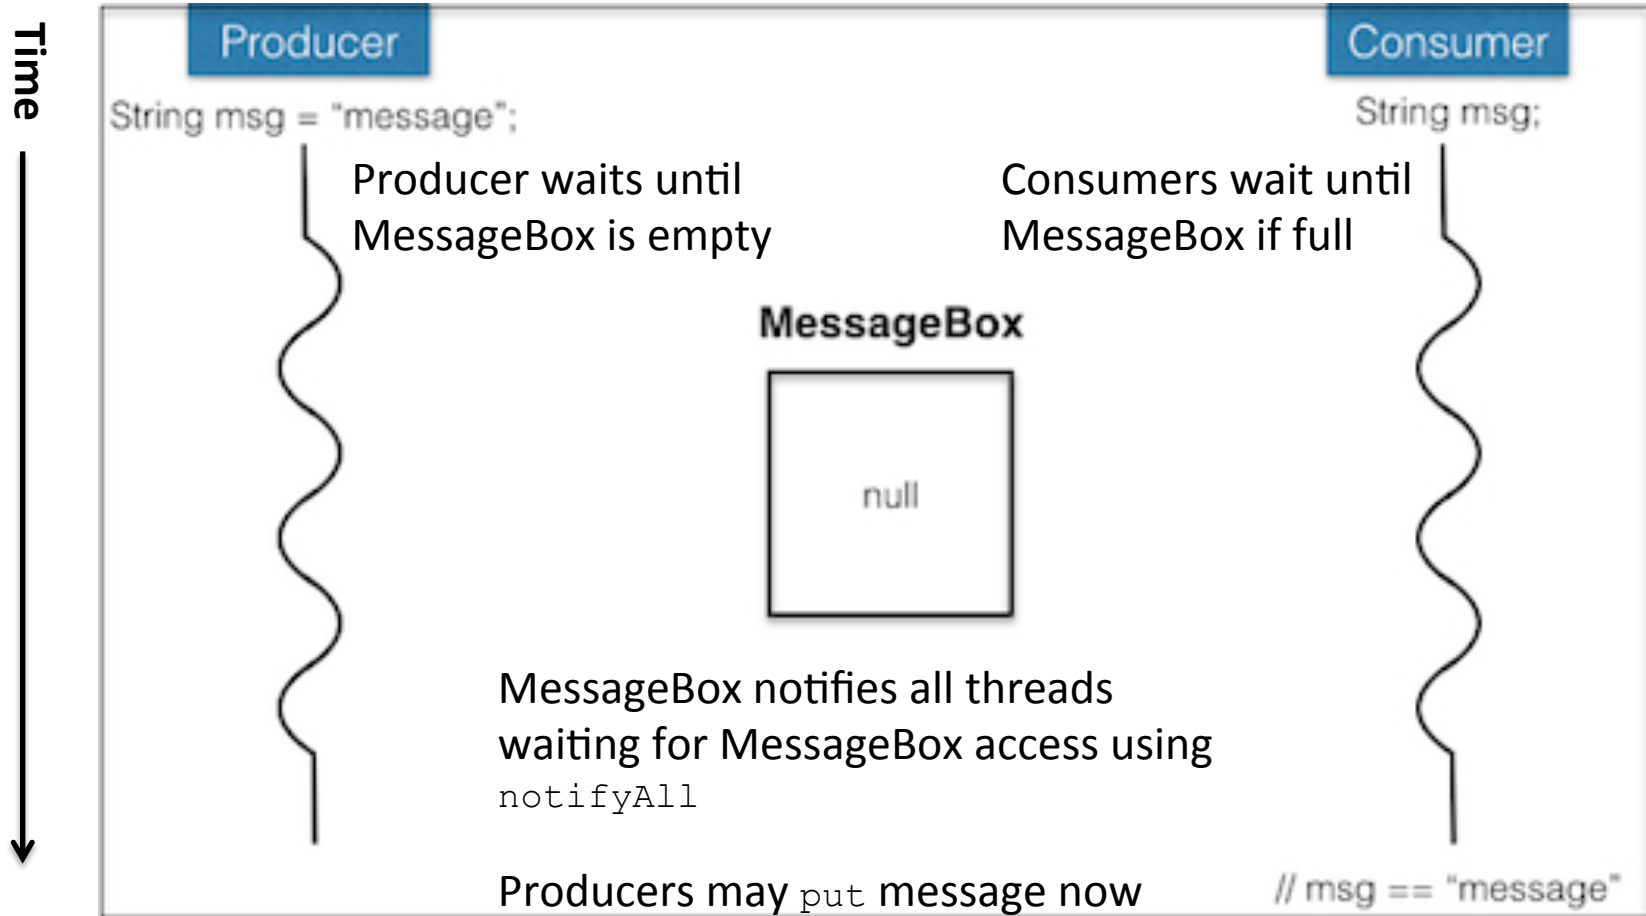 Time
Producer
Consumer
String msg = “message”;
String msg;
Producer waits until
MessageBox is empty
Consumers wait until
MessageBox if full
MessageBox
null
MessageBox notifies all threads
waiting for MessageBox access using
notifyAll
Producers may put message now
// msg == “message”